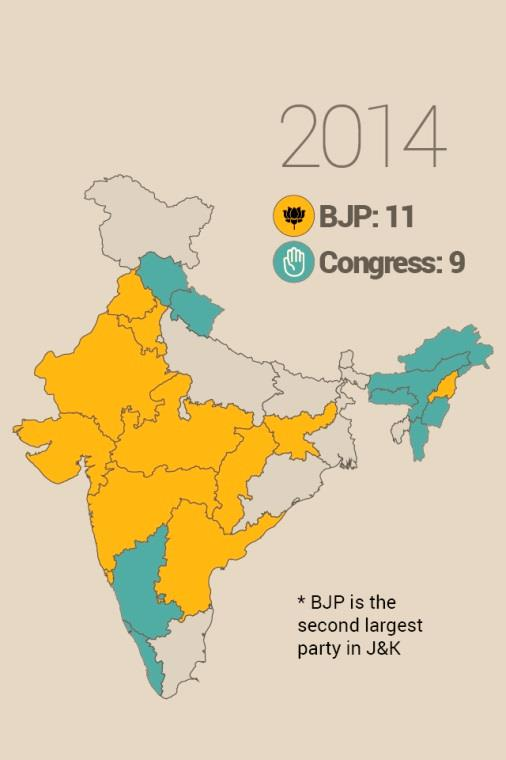 2014
BJP: 11
Congress: 9
* BJP is the
second largest
party in J&K